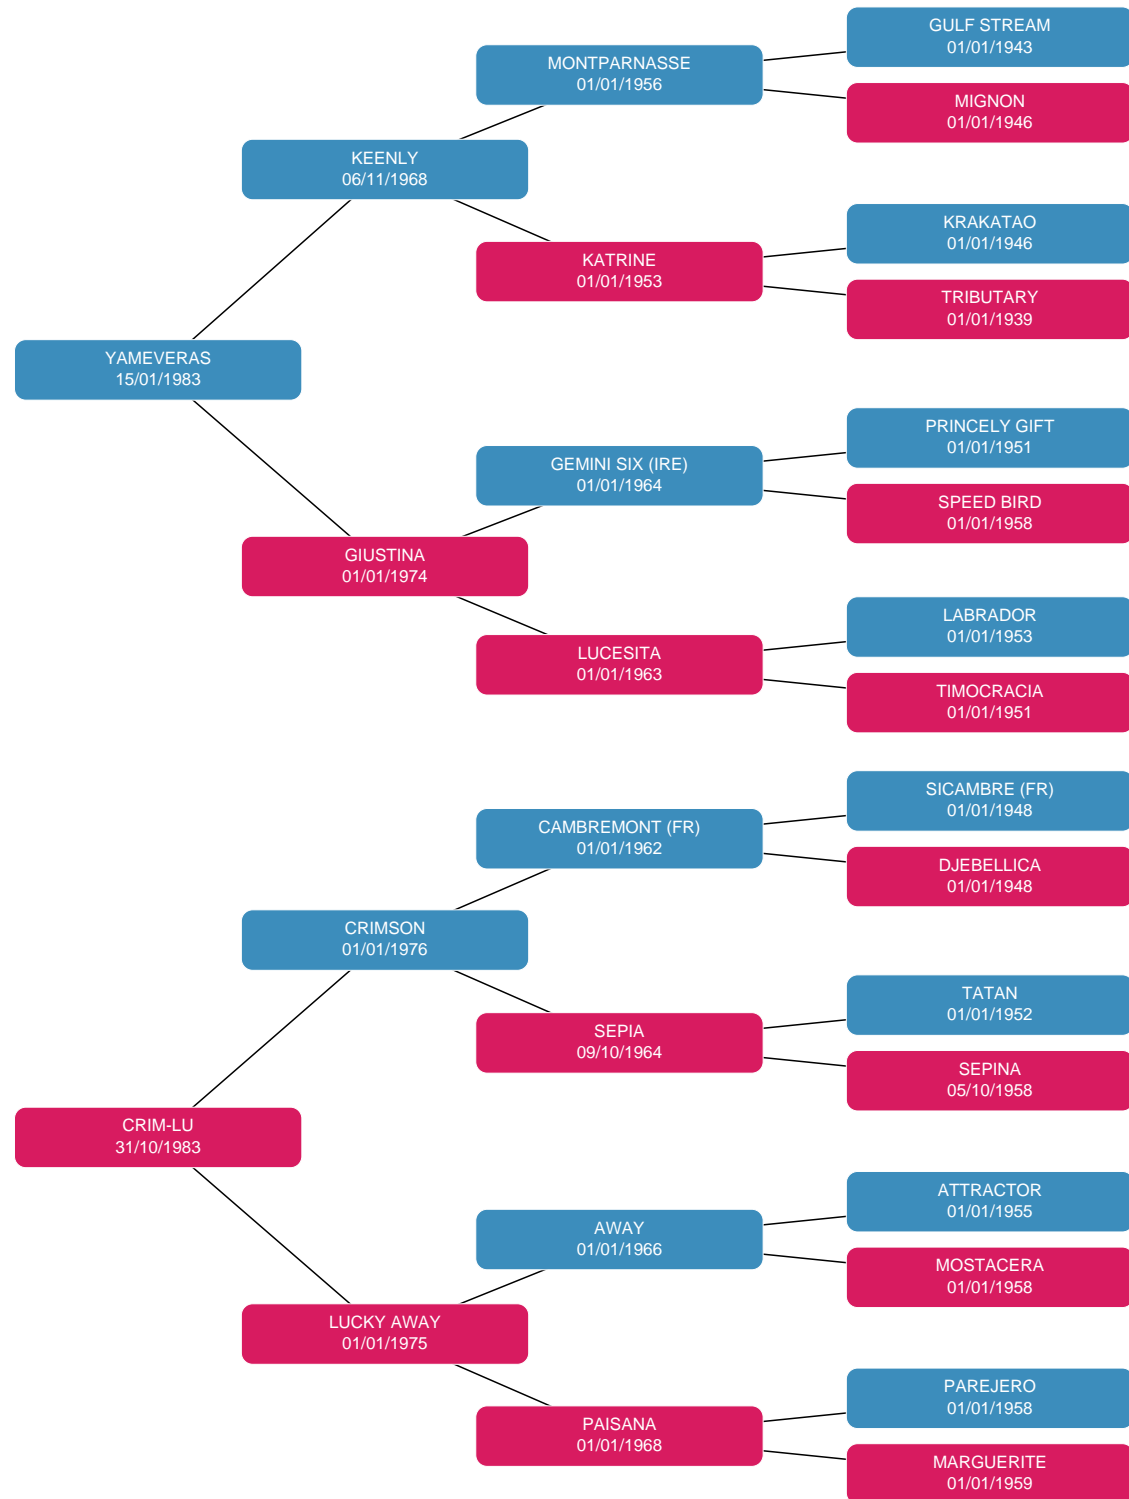 GULF STREAM
01/01/1943
MONTPARNASSE
01/01/1956
MIGNON
01/01/1946
KEENLY
06/11/1968
KRAKATAO
01/01/1946
KATRINE
01/01/1953
TRIBUTARY
01/01/1939
YAMEVERAS
15/01/1983
PRINCELY GIFT
01/01/1951
GEMINI SIX (IRE)
01/01/1964
SPEED BIRD
01/01/1958
GIUSTINA
01/01/1974
LABRADOR
01/01/1953
LUCESITA
01/01/1963
TIMOCRACIA
01/01/1951
SICAMBRE (FR)
01/01/1948
CAMBREMONT (FR)
01/01/1962
DJEBELLICA
01/01/1948
CRIMSON
01/01/1976
TATAN
01/01/1952
SEPIA
09/10/1964
SEPINA
05/10/1958
CRIM-LU
31/10/1983
ATTRACTOR
01/01/1955
AWAY
01/01/1966
MOSTACERA
01/01/1958
LUCKY AWAY
01/01/1975
PAREJERO
01/01/1958
PAISANA
01/01/1968
MARGUERITE
01/01/1959